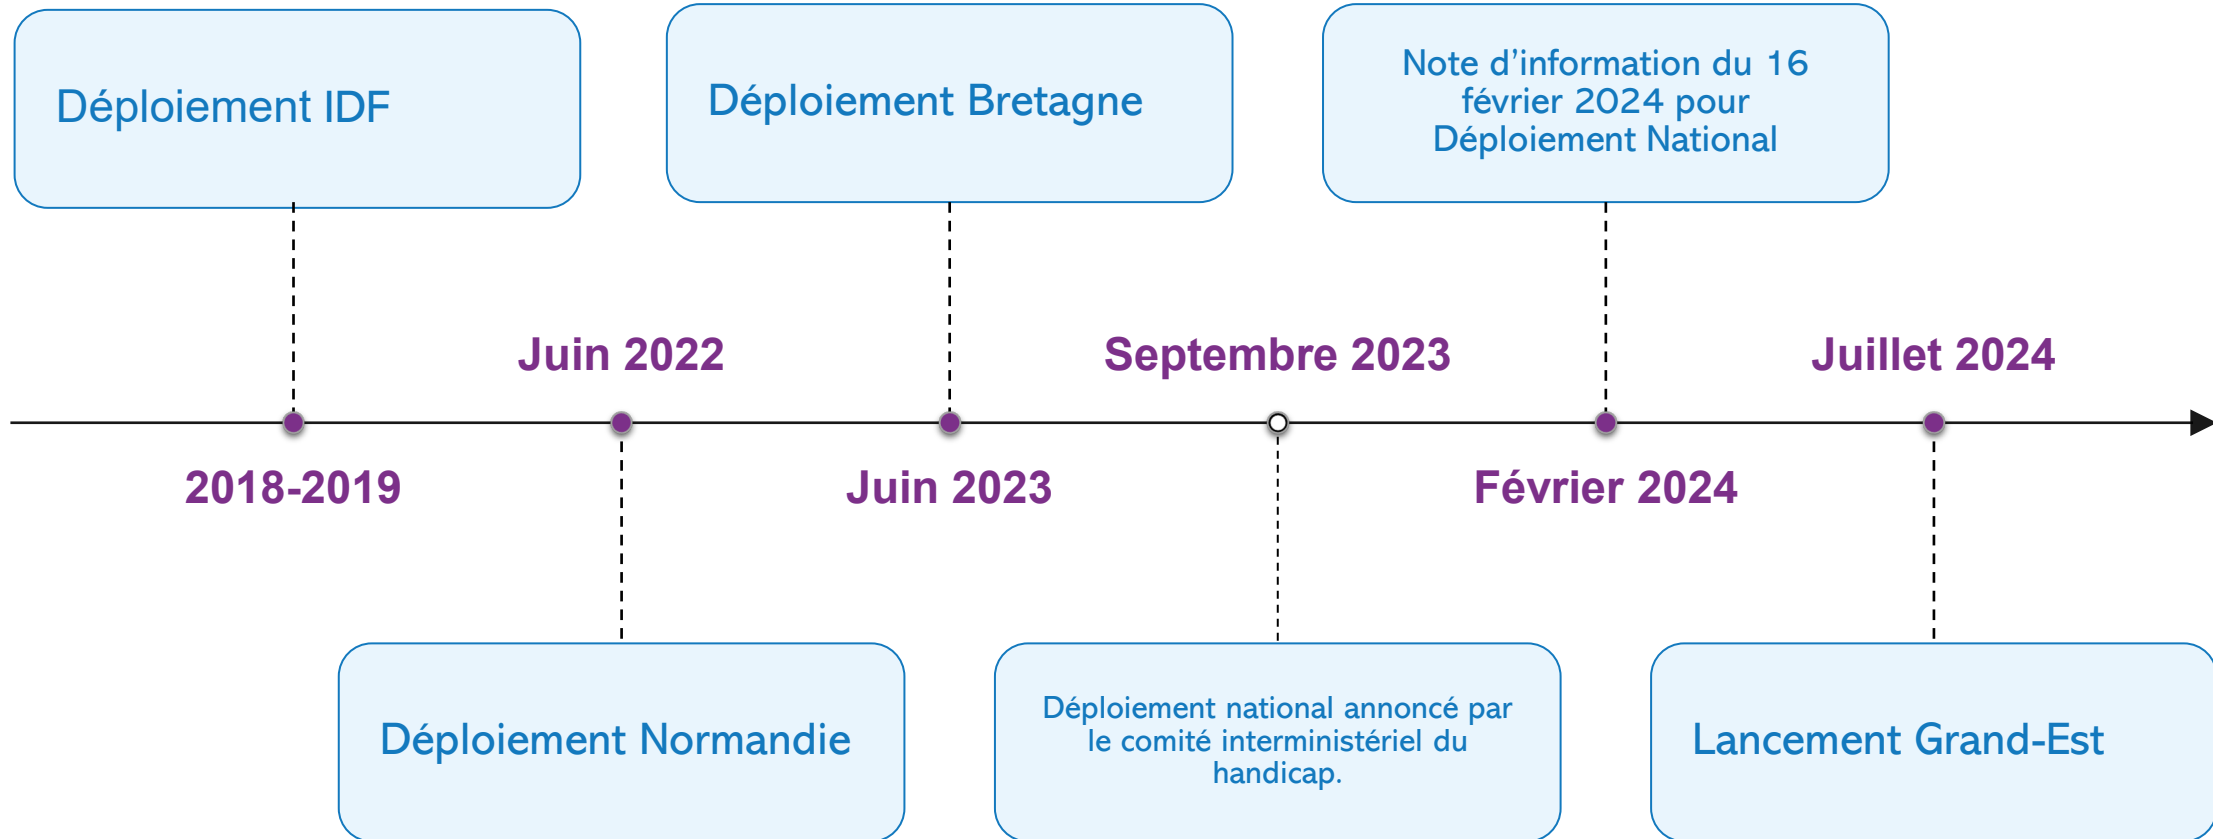 Déploiement IDF
Déploiement Bretagne
Note d’information du 16
février 2024 pour
Déploiement National
Juin 2022
Septembre 2023
Juillet 2024
2018-2019
Juin 2023
Février 2024
Déploiement Normandie
Déploiement national annoncé par
le comité interministériel du
handicap.
Lancement Grand-Est